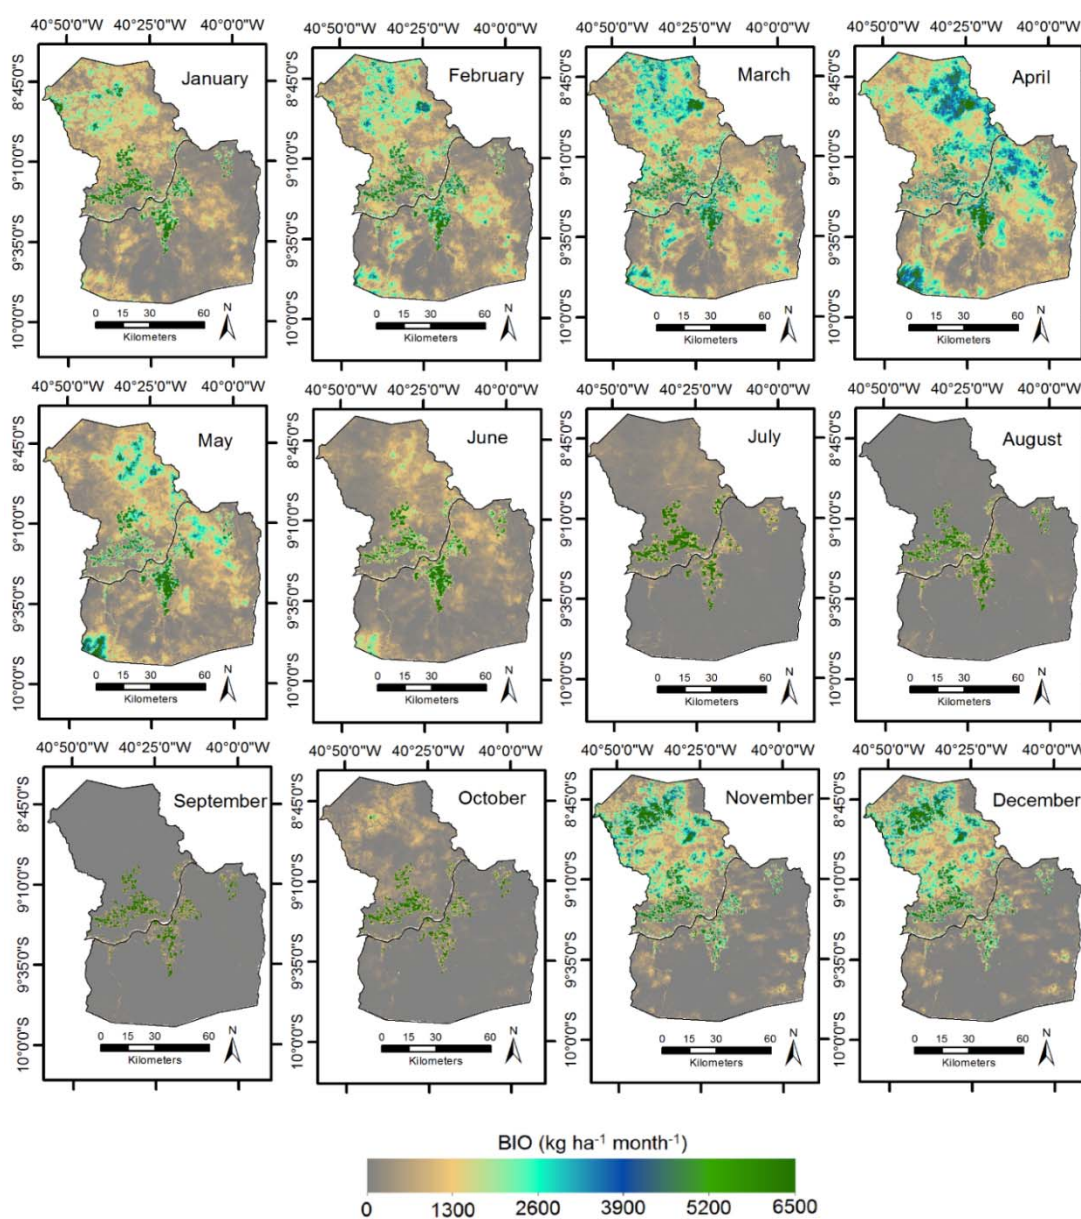 40°50'0"W 40°25'0"W 40°0'0"W
8°45'0"S
9°10'0"S
9°35'0"S
10°0'0"S
January
0 15 30 60
Kilometers
N
40°50'0"W 40°25'0"W 40°0'0"W
8°45'0"S
9°10'0"S
9°35'0"S
10°0'0"S
February
0 15 30 60
Kilometers
N
40°50'0"W 40°25'0"W 40°0'0"W
8°45'0"S
9°10'0"S
9°35'0"S
10°0'0"S
March
0 15 30 60
Kilometers
N
40°50'0"W 40°25'0"W 40°0'0"W
8°45'0"S
9°10'0"S
9°35'0"S
10°0'0"S
April
0 15 30 60
Kilometers
N
40°50'0"W 40°25'0"W 40°0'0"W
8°45'0"S
9°10'0"S
9°35'0"S
10°0'0"S
May
0 15 30 60
Kilometers
N
40°50'0"W 40°25'0"W 40°0'0"W
8°45'0"S
9°10'0"S
9°35'0"S
10°0'0"S
June
0 15 30 60
Kilometers
N
40°50'0"W 40°25'0"W 40°0'0"W
8°45'0"S
9°10'0"S
9°35'0"S
10°0'0"S
July
0 15 30 60
Kilometers
N
40°50'0"W 40°25'0"W 40°0'0"W
8°45'0"S
9°10'0"S
9°35'0"S
10°0'0"S
August
0 15 30 60
Kilometers
N
40°50'0"W 40°25'0"W 40°0'0"W
8°45'0"S
9°10'0"S
9°35'0"S
10°0'0"S
September
0 15 30 60
Kilometers
N
40°50'0"W 40°25'0"W 40°0'0"W
8°45'0"S
9°10'0"S
9°35'0"S
10°0'0"S
October
0 15 30 60
Kilometers
N
40°50'0"W 40°25'0"W 40°0'0"W
8°45'0"S
9°10'0"S
9°35'0"S
10°0'0"S
November
0 15 30 60
Kilometers
N
40°50'0"W 40°25'0"W 40°0'0"W
8°45'0"S
9°10'0"S
9°35'0"S
10°0'0"S
December
0 15 30 60
Kilometers
N
BIO (kg ha⁻¹ month⁻¹)
0 1300 2600 3900 5200 6500